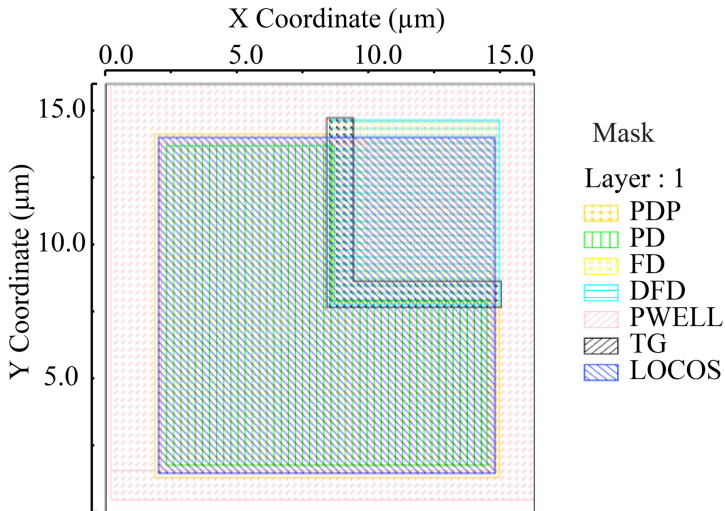 X Coordinate (µm)
0.0 5.0 10.0 15.0
Y Coordinate (µm)
15.0
10.0
5.0
Mask
Layer : 1
PDP
PD
FD
DFD
PWELL
TG
LOCOS